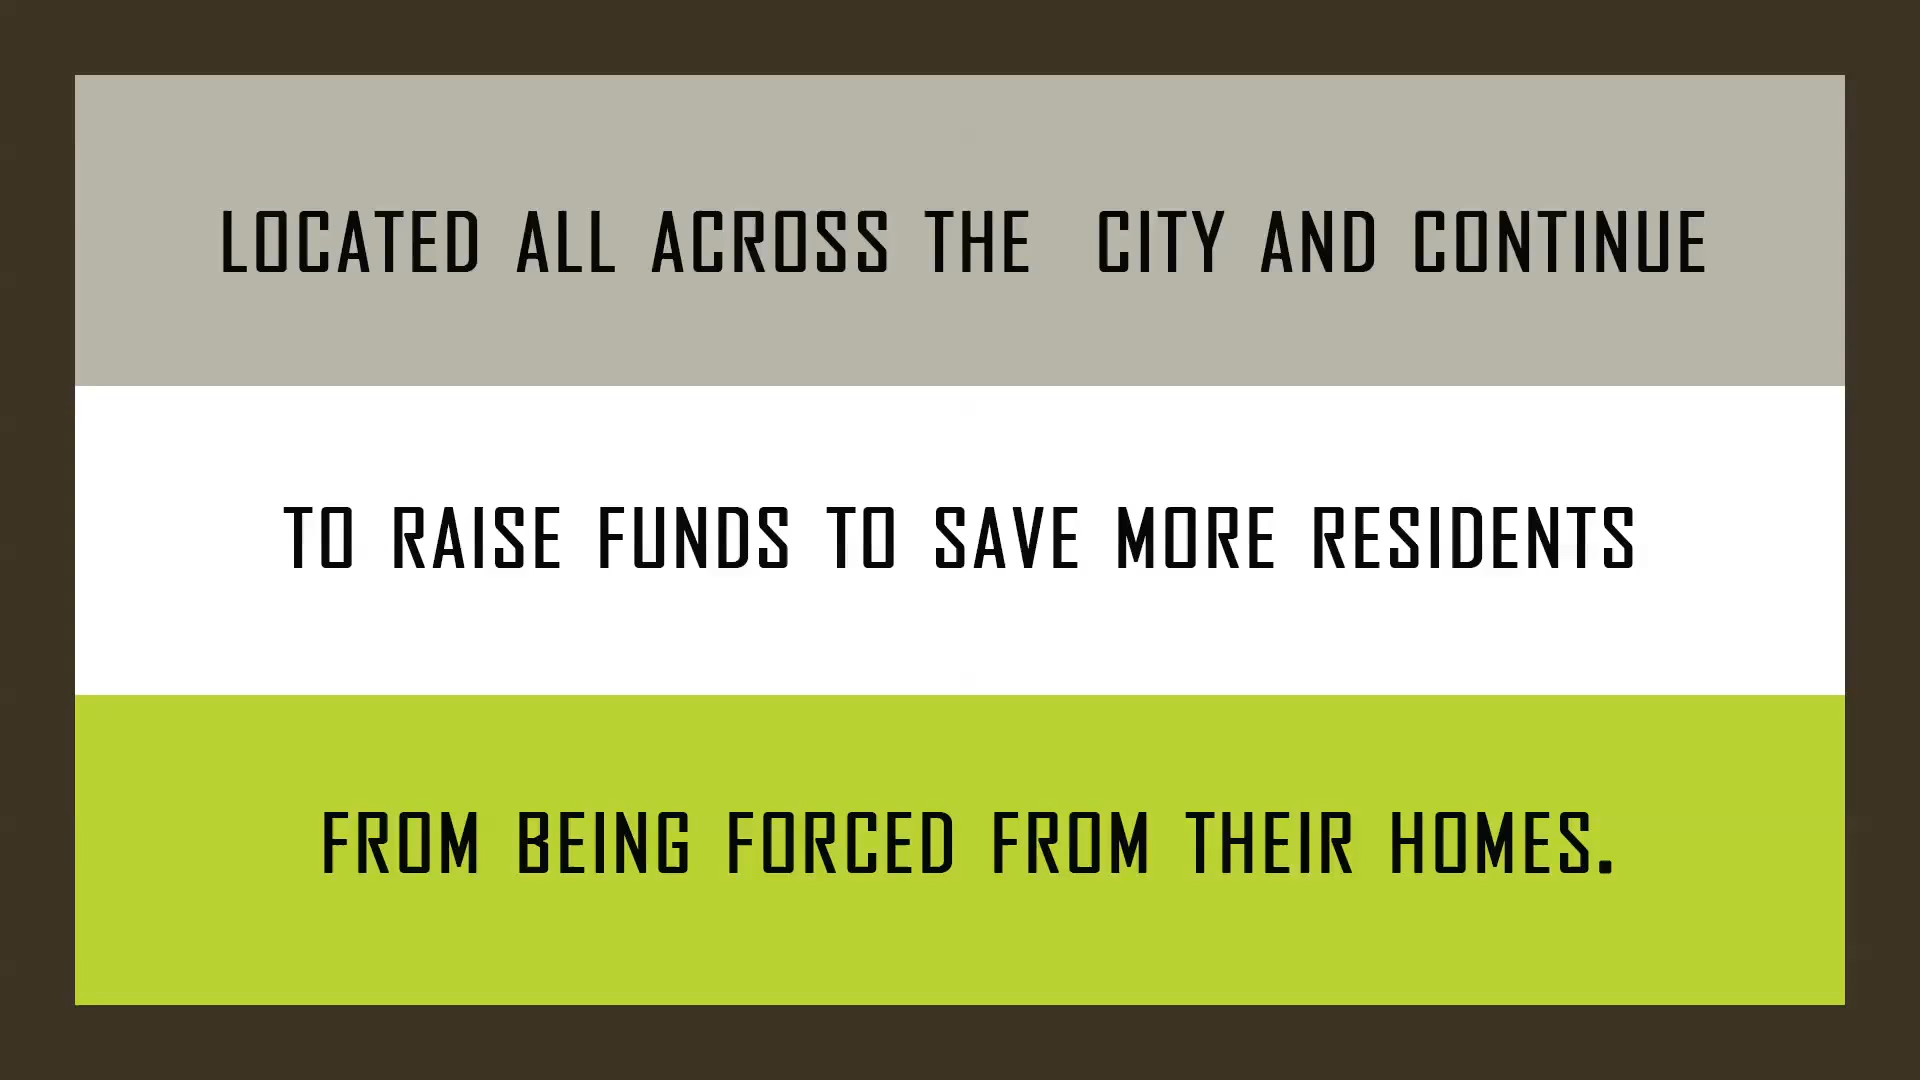 LOCATED ALL ACROSS THE  CITY AND CONTINUE
TO RAISE FUNDS TO SAVE MORE RESIDENTS
FROM BEING FORCED FROM THEIR HOMES.